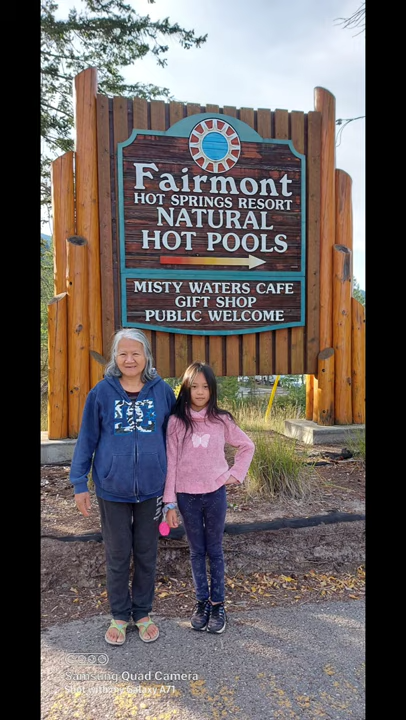 Fairmont
HOT SPRINGS RESORT
NATURAL
HOT POOLS
MISTY WATERS CAFE
GIFT SHOP
PUBLIC WELCOME
Samsung Quad Camera
Shot with my Galaxy A71